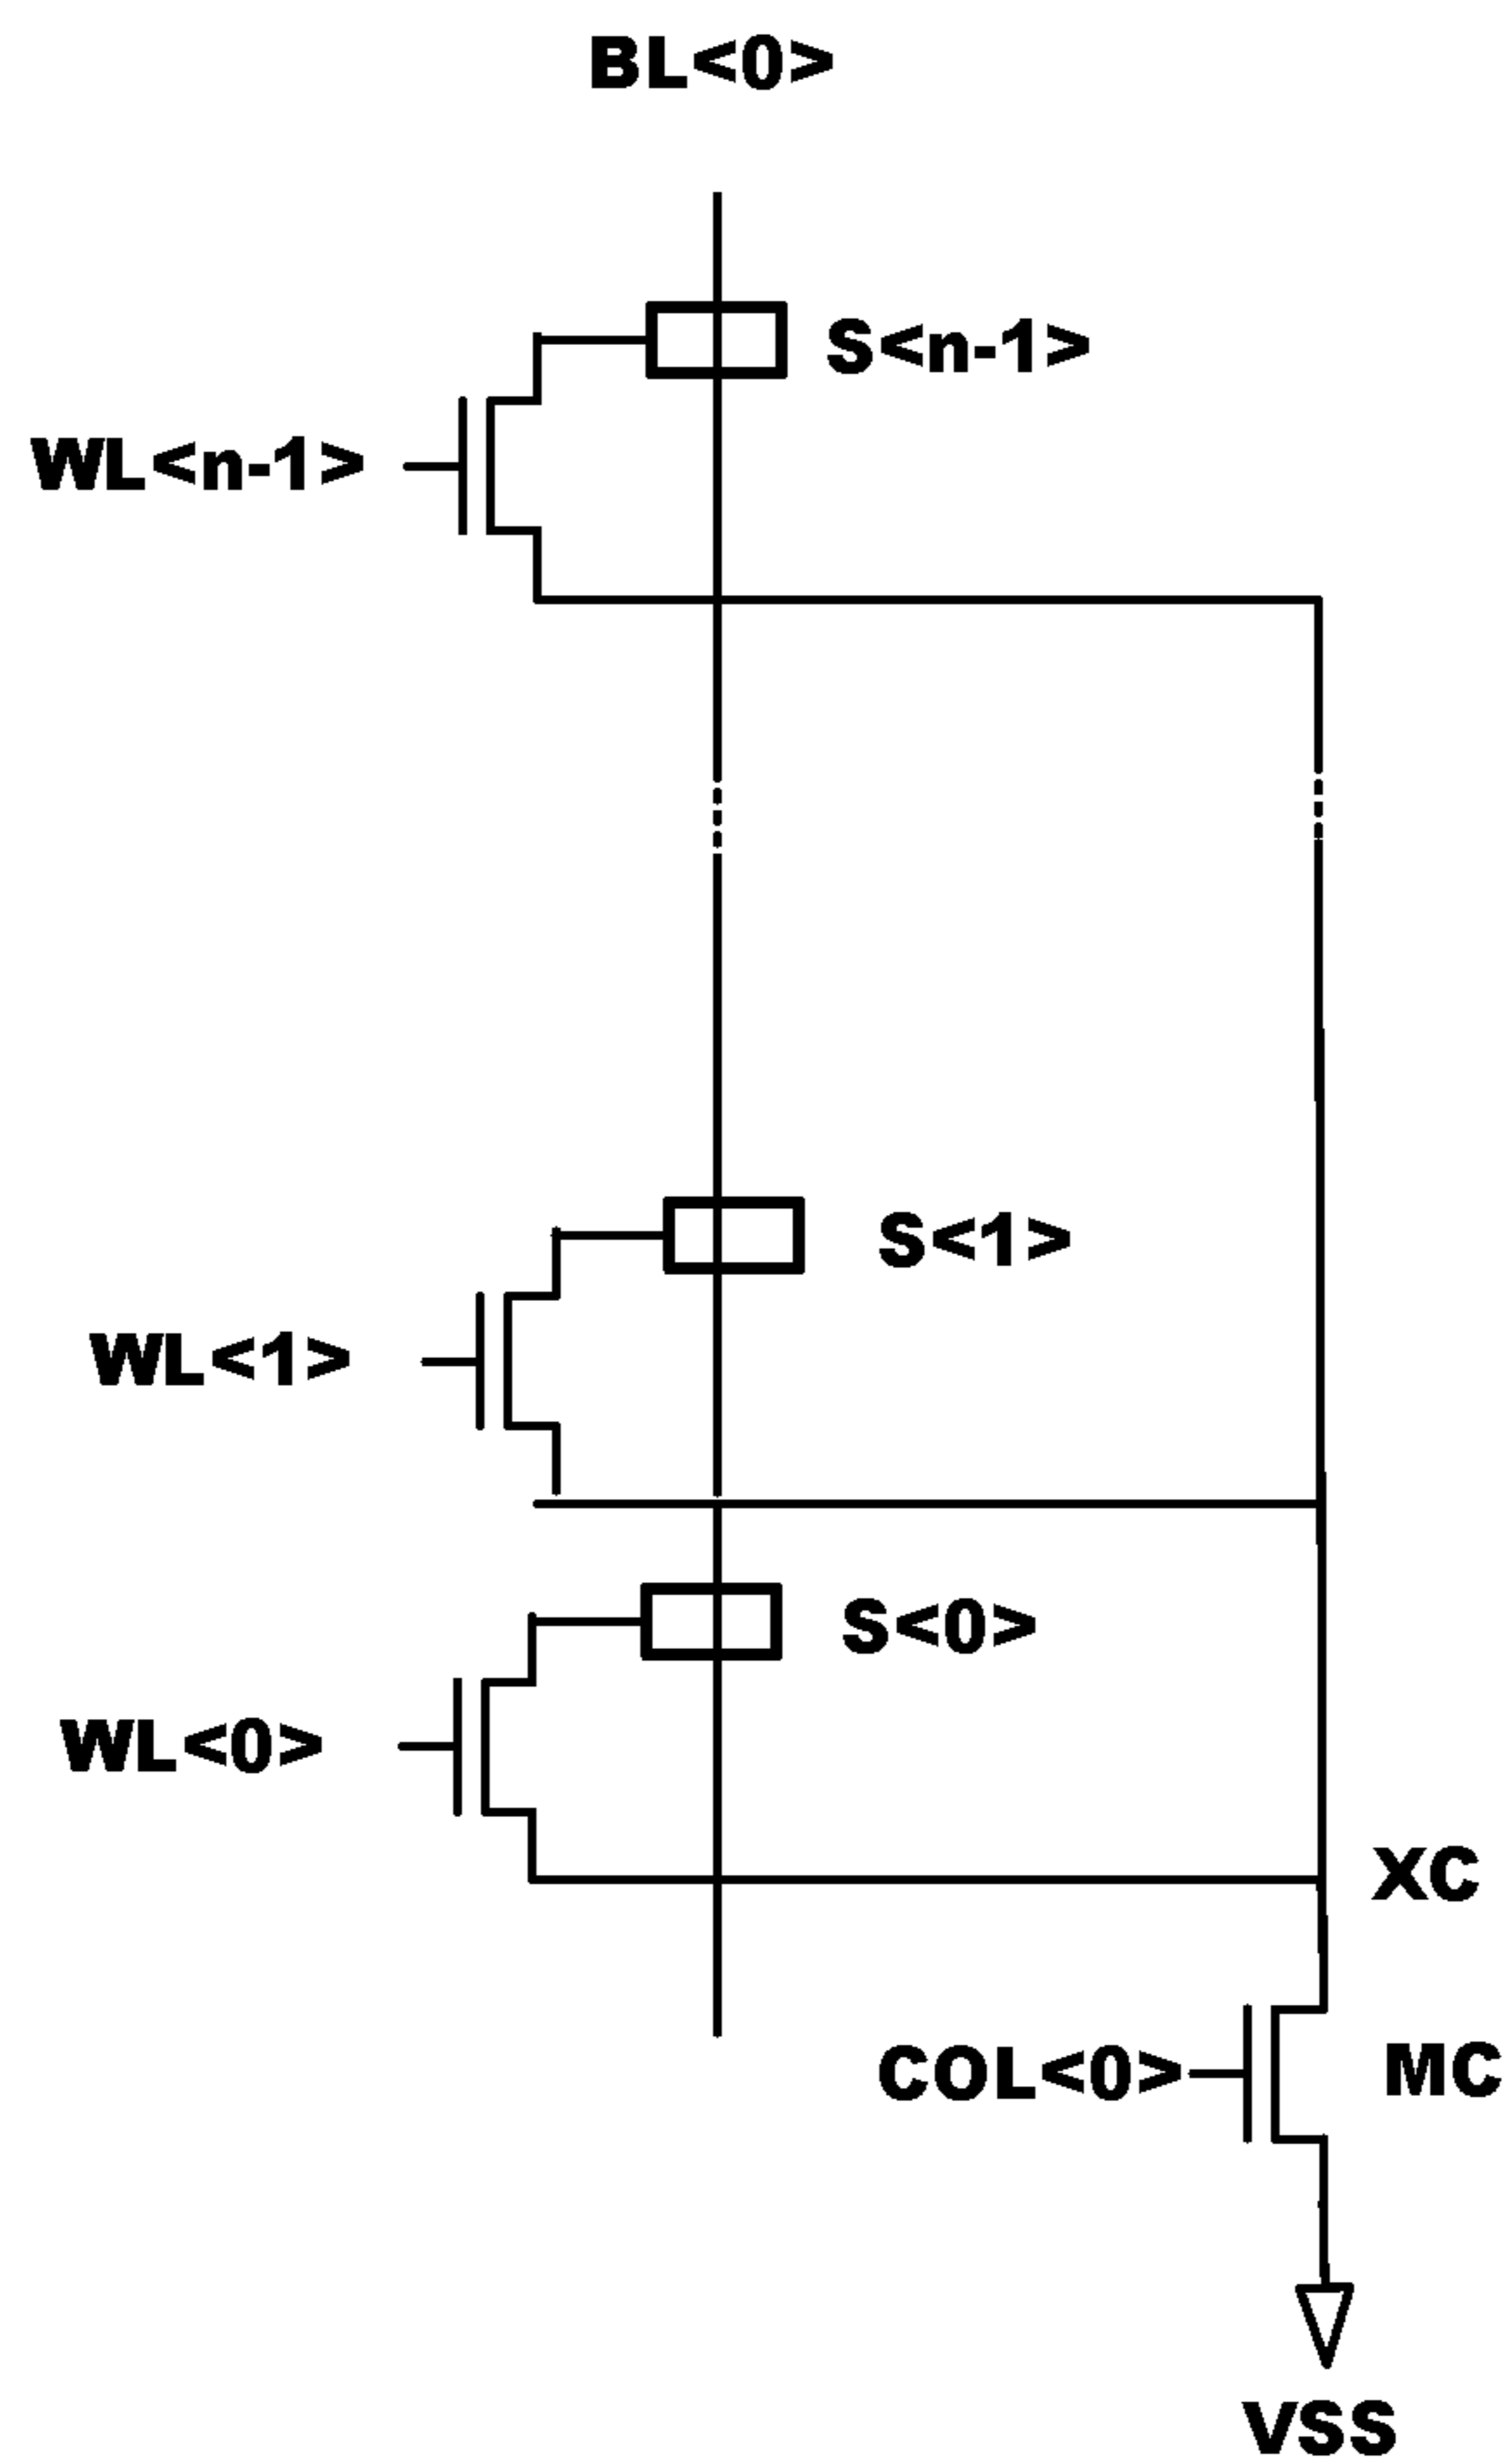 BL<0>
S<n-1>
WL<n-1>
S<1>
WL<1>
S<0>
WL<0>
XC
COL<0>
MC
VSS